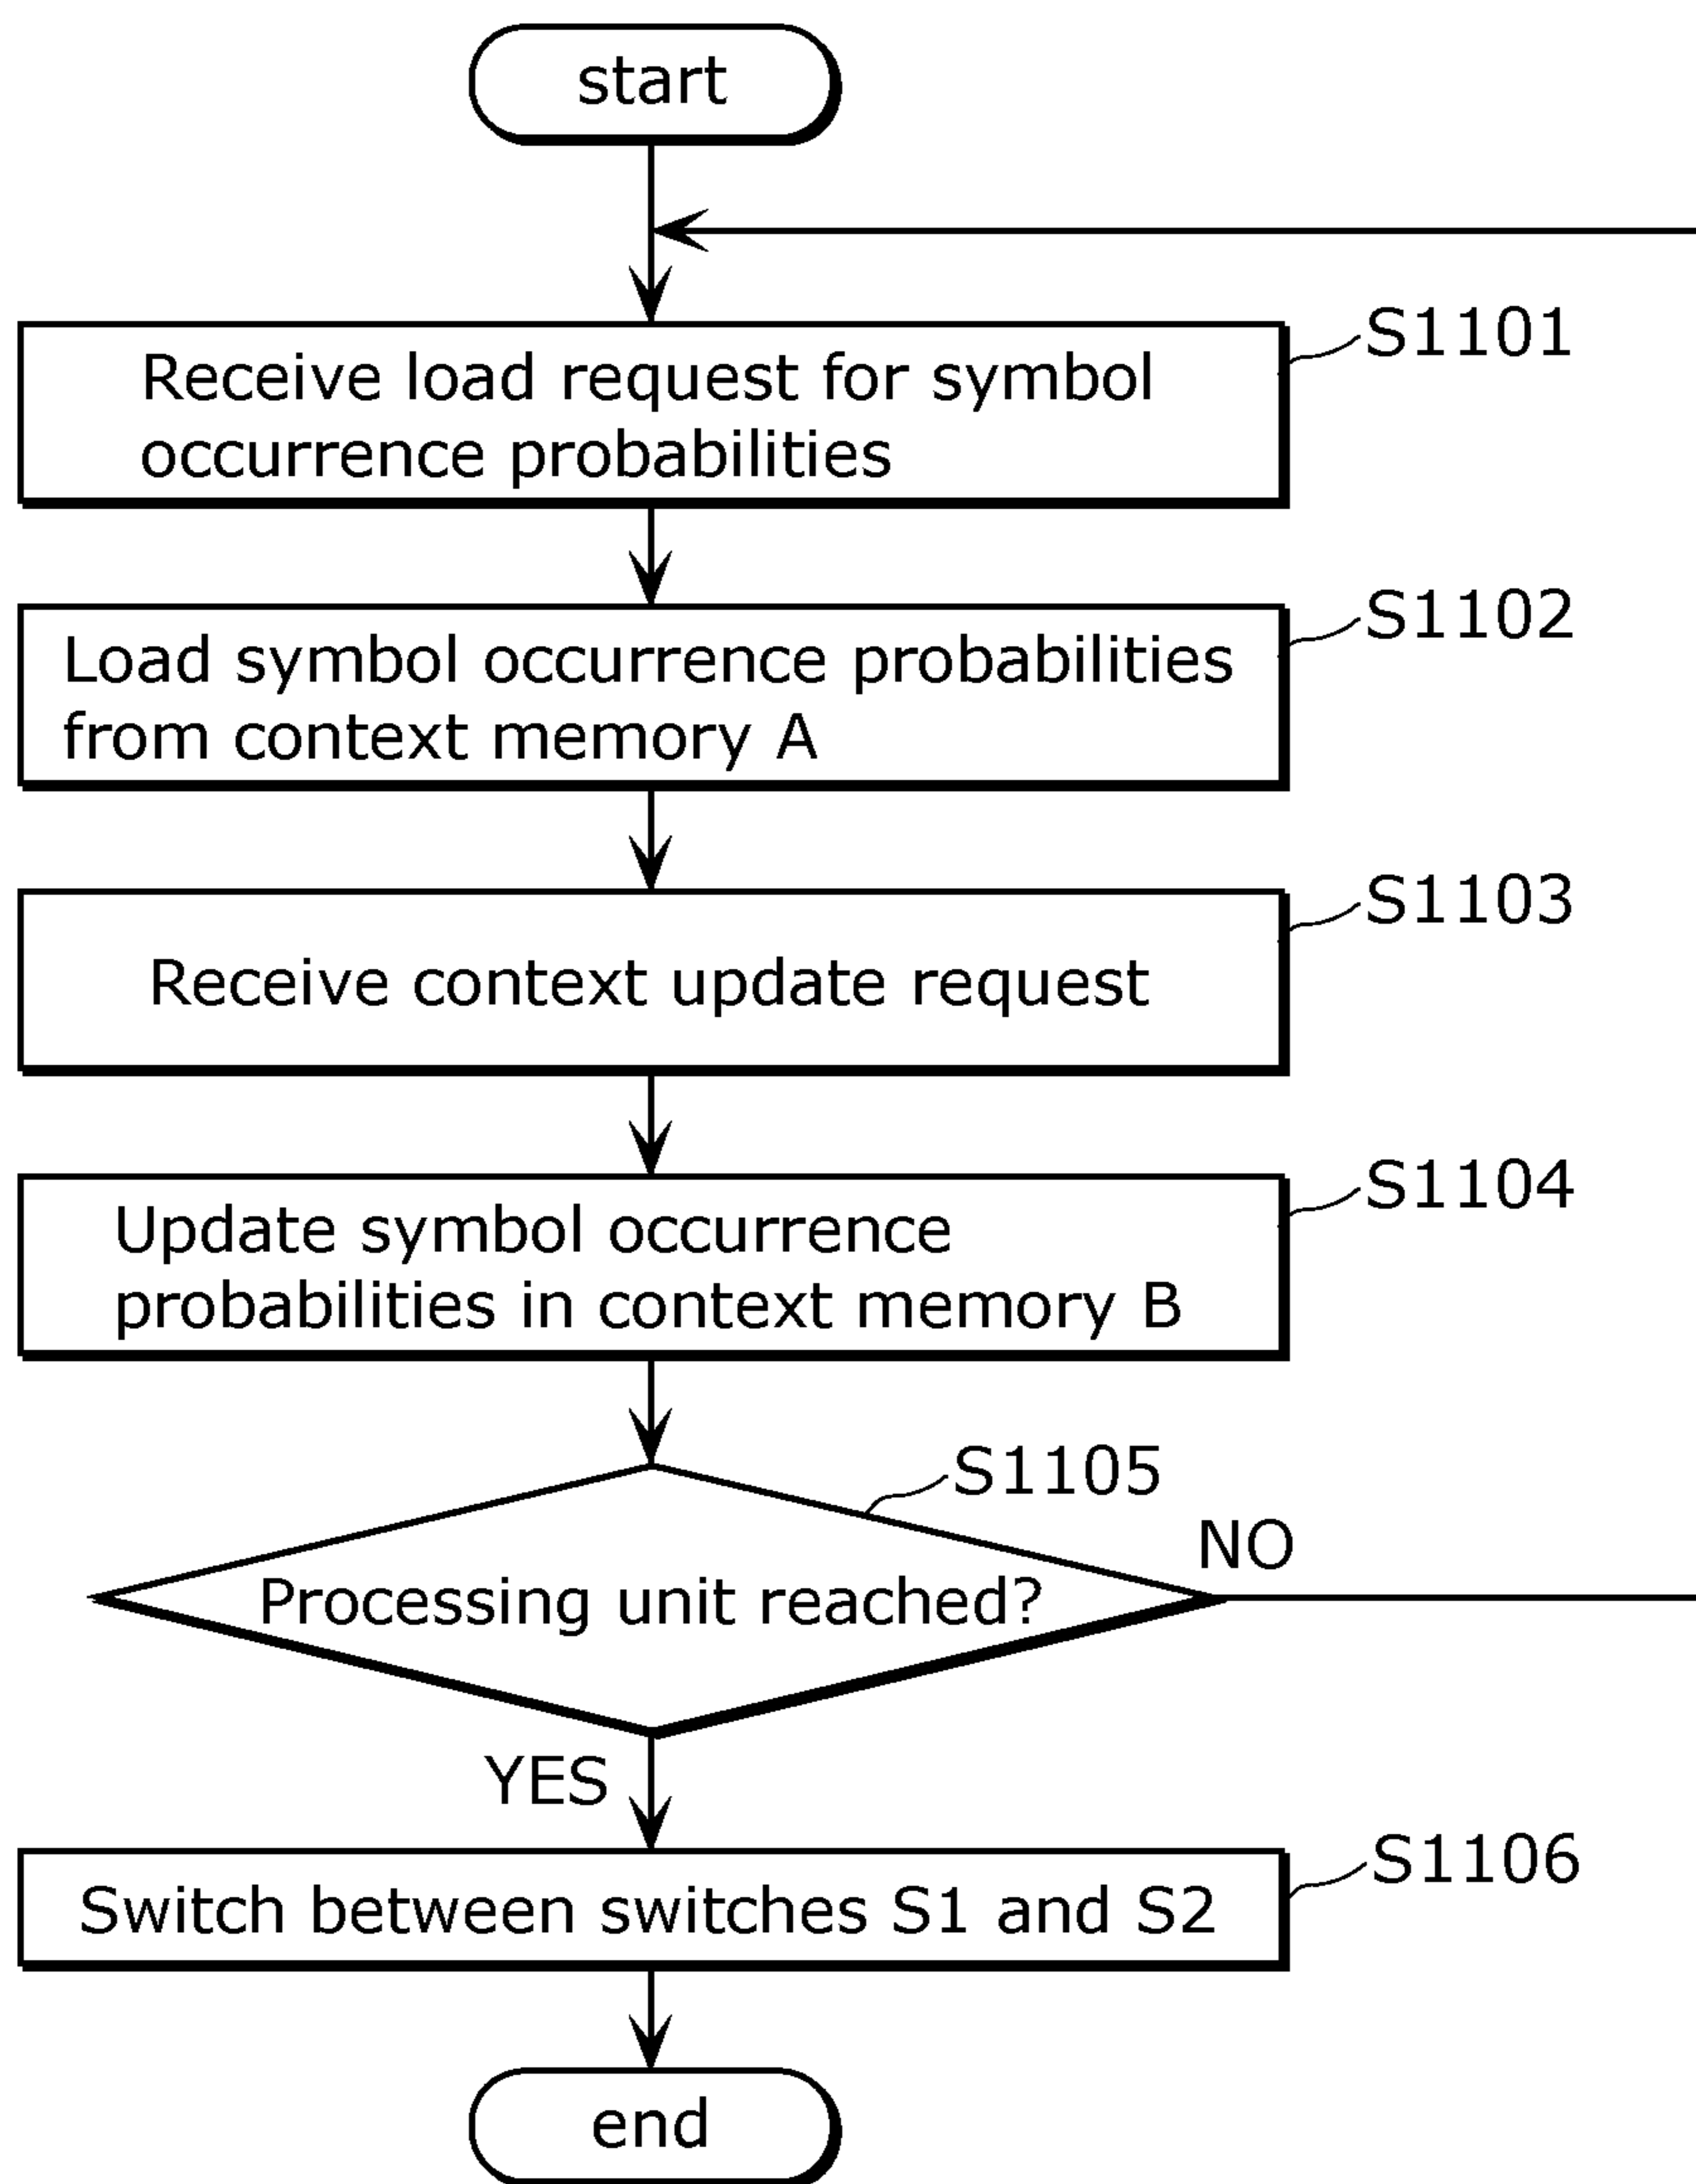 start
S1101
Receive load request for symbol
occurrence probabilities
S1102
Load symbol occurrence probabilities
from context memory A
S1103
Receive context update request
S1104
Update symbol occurrence
probabilities in context memory B
S1105
NO
Processing unit reached?
YES
S1106
Switch between switches S1 and S2
end